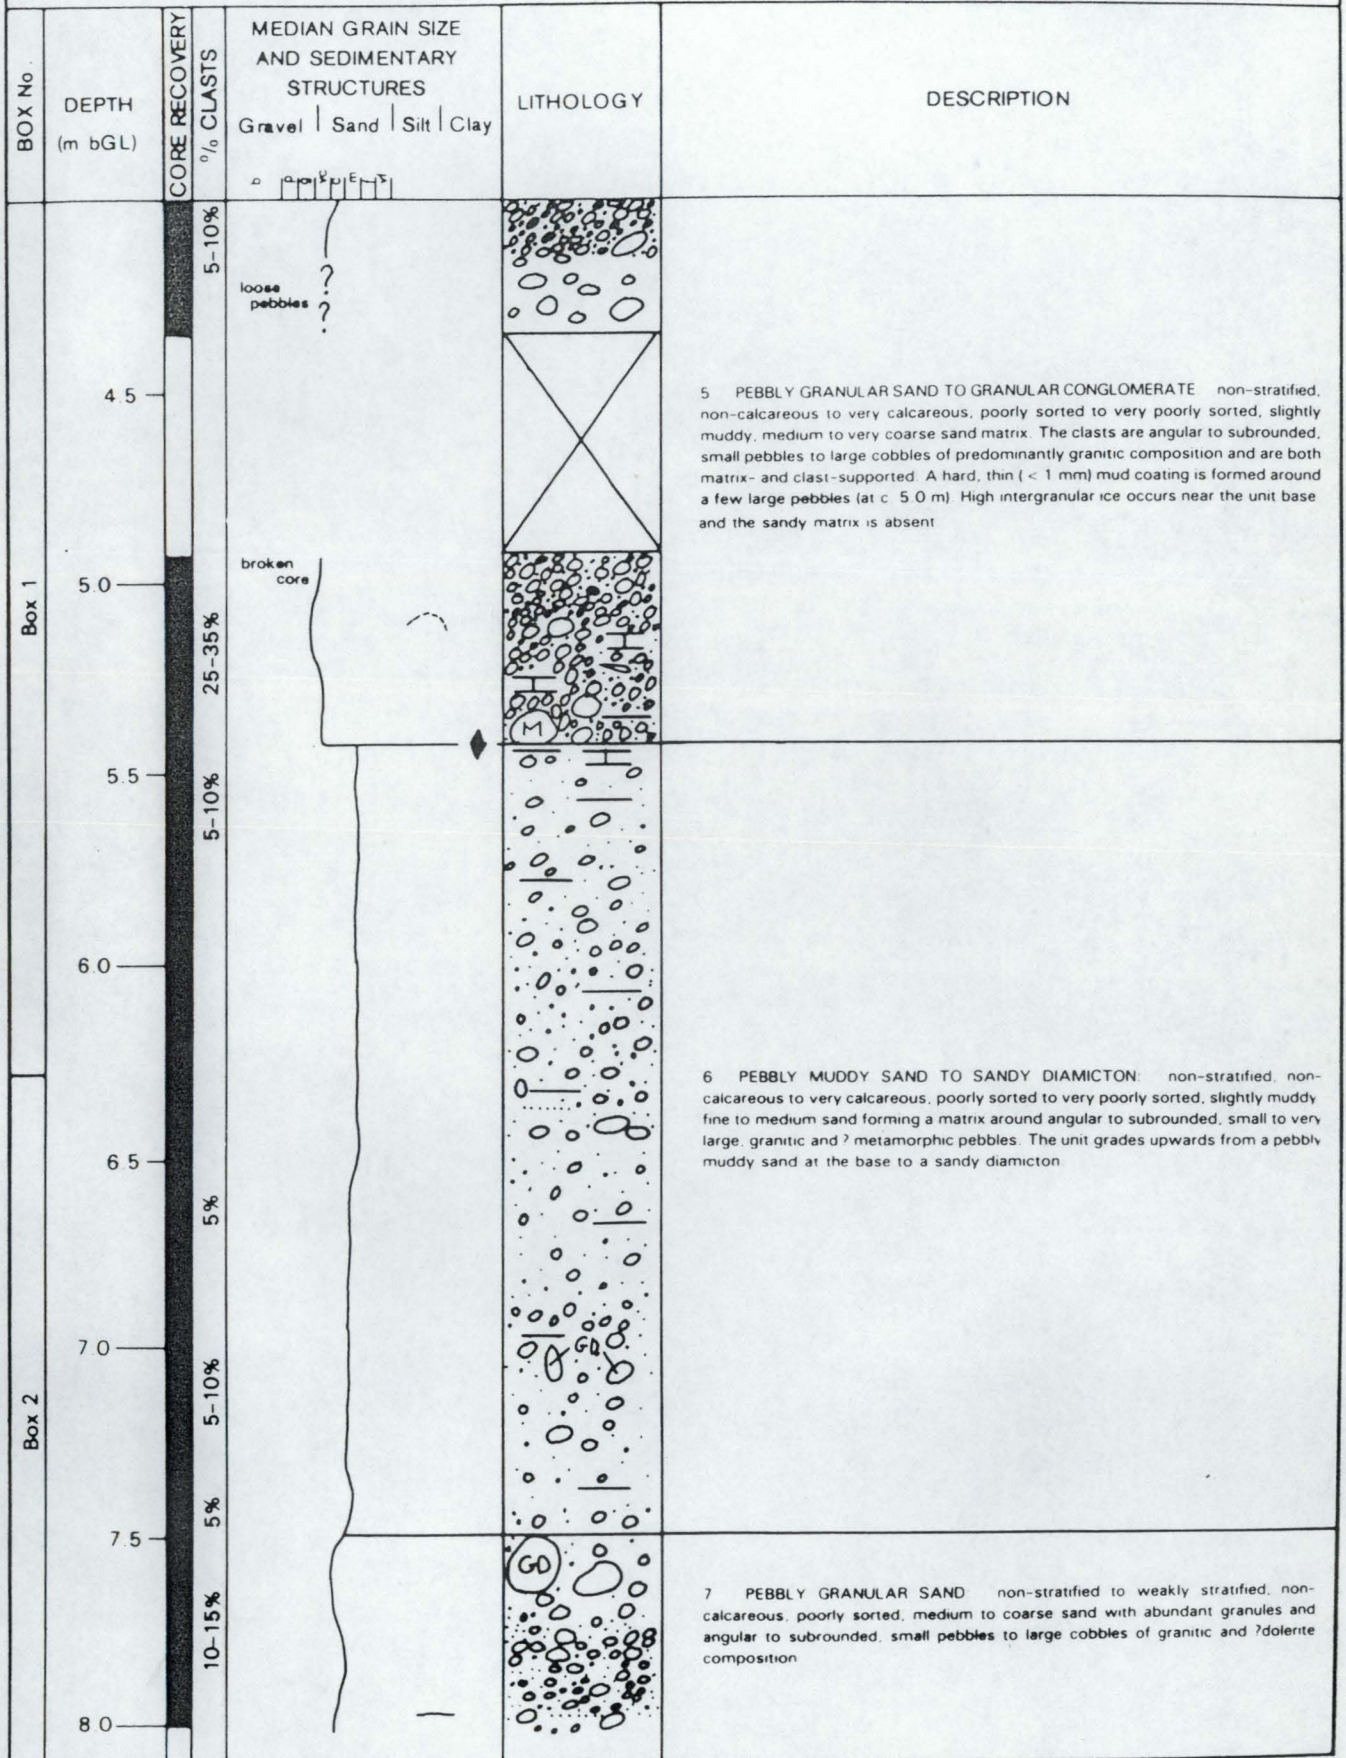 BOX No.
DEPTH
(m bGL)
CORE RECOVERY
% CLASTS
MEDIAN GRAIN SIZE
AND SEDIMENTARY
STRUCTURES
Gravel | Sand | Silt | Clay
LITHOLOGY
DESCRIPTION
5-10%
loose
pebbles
?
?
4.5
5 PEBBLY GRANULAR SAND TO GRANULAR CONGLOMERATE non-stratified,
non-calcareous to very calcareous, poorly sorted to very poorly sorted, slightly
muddy, medium to very coarse sand matrix. The clasts are angular to subrounded,
small pebbles to large cobbles of predominantly granitic composition and are both
matrix- and clast-supported. A hard, thin (< 1 mm) mud coating is formed around
a few large pebbles (at c. 5.0 m). High intergranular ice occurs near the unit base
and the sandy matrix is absent
broken
core
5.0
Box 1
25-35%
M
5.5
5-10%
6.0
6 PEBBLY MUDDY SAND TO SANDY DIAMICTON: non-stratified, non-
calcareous to very calcareous, poorly sorted to very poorly sorted, slightly muddy
fine to medium sand forming a matrix around angular to subrounded, small to very
large, granitic and ? metamorphic pebbles. The unit grades upwards from a pebbly
muddy sand at the base to a sandy diamicton
6.5
5%
7.0
GD
5-10%
Box 2
5%
7.5
GD
7 PEBBLY GRANULAR SAND non-stratified to weakly stratified, non-
calcareous, poorly sorted, medium to coarse sand with abundant granules and
angular to subrounded, small pebbles to large cobbles of granitic and ?dolerite
composition
10-15%
8.0